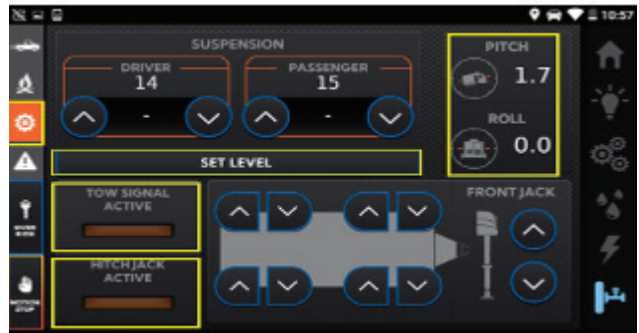 10:57
SUSPENSION
DRIVER
14
-
PASSENGER
15
-
PITCH
1.7
ROLL
0.0
SET LEVEL
TOW SIGNAL
ACTIVE
HITCH JACK
ACTIVE
FRONT JACK
MOTION
STOP